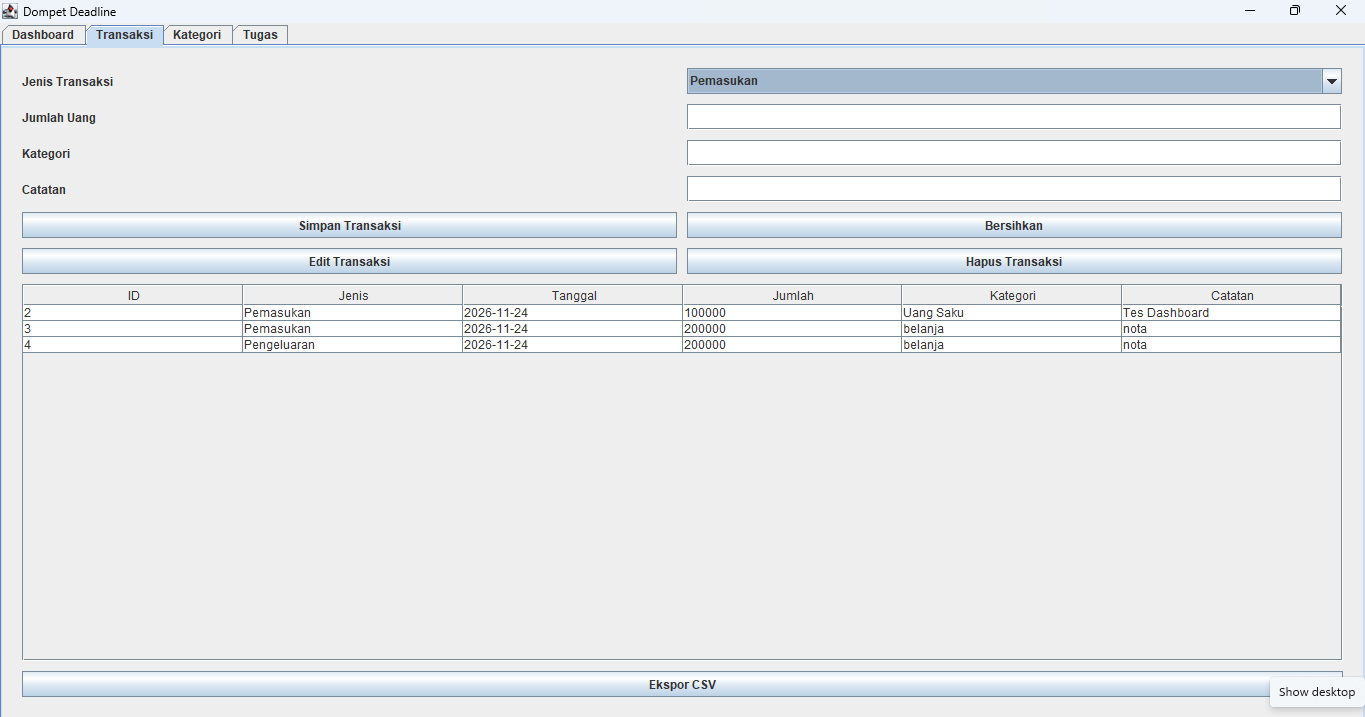 Dompet Deadline
Dashboard Transaksi Kategori Tugas
Jenis Transaksi Pemasukan
Jumlah Uang
Kategori
Catatan
Simpan Transaksi Bersihkan
Edit Transaksi Hapus Transaksi
ID Jenis Tanggal Jumlah Kategori Catatan
2 Pemasukan 2026-11-24 100000 Uang Saku Tes Dashboard
3 Pemasukan 2026-11-24 200000 belanja nota
4 Pengeluaran 2026-11-24 200000 belanja nota
Ekspor CSV
Show desktop